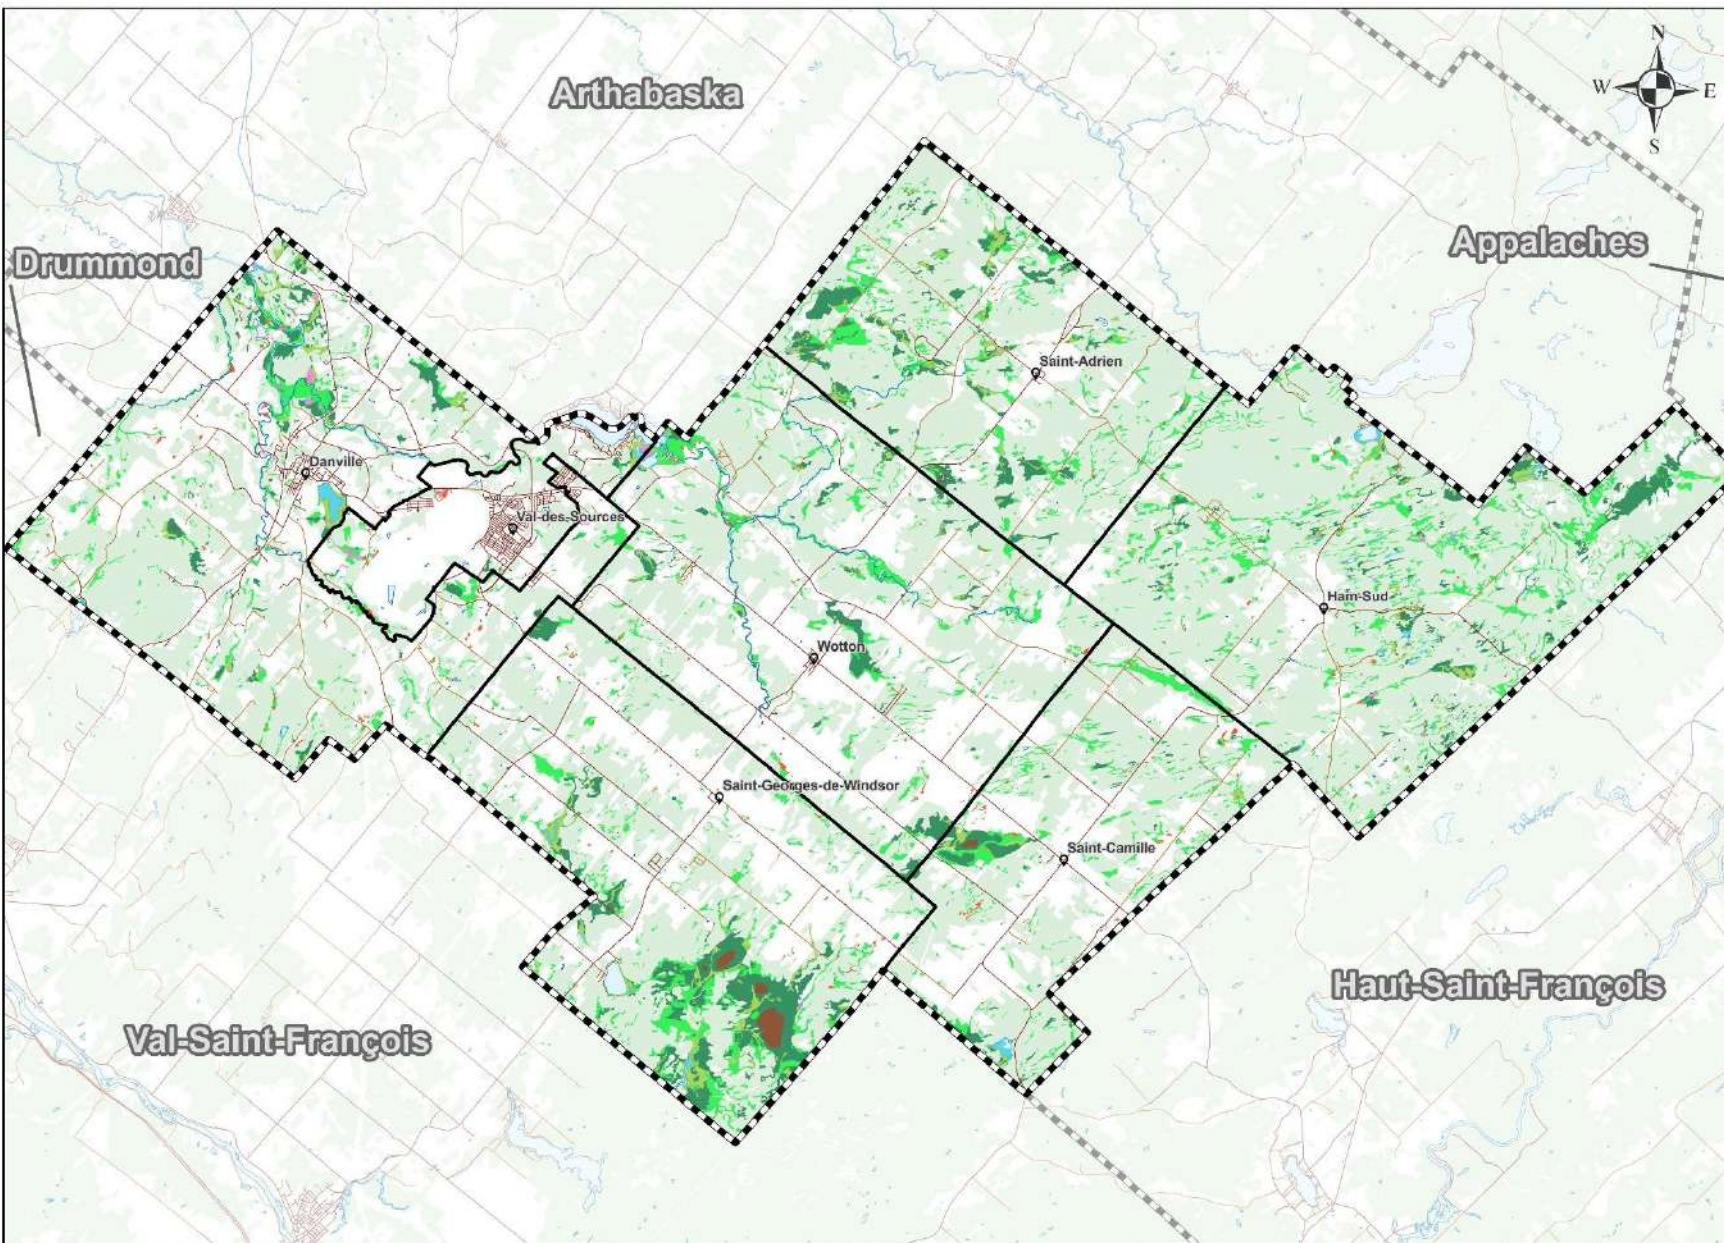 N
Arthabaska
W
E
S
Appalaches
Drummond
Saint-Adrien
Danville
Val-des-Sources
Ham-Sud
Wotton
Saint-Georges-de-Windsor
Saint-Camille
Haut-Saint-François
Val-Saint-François